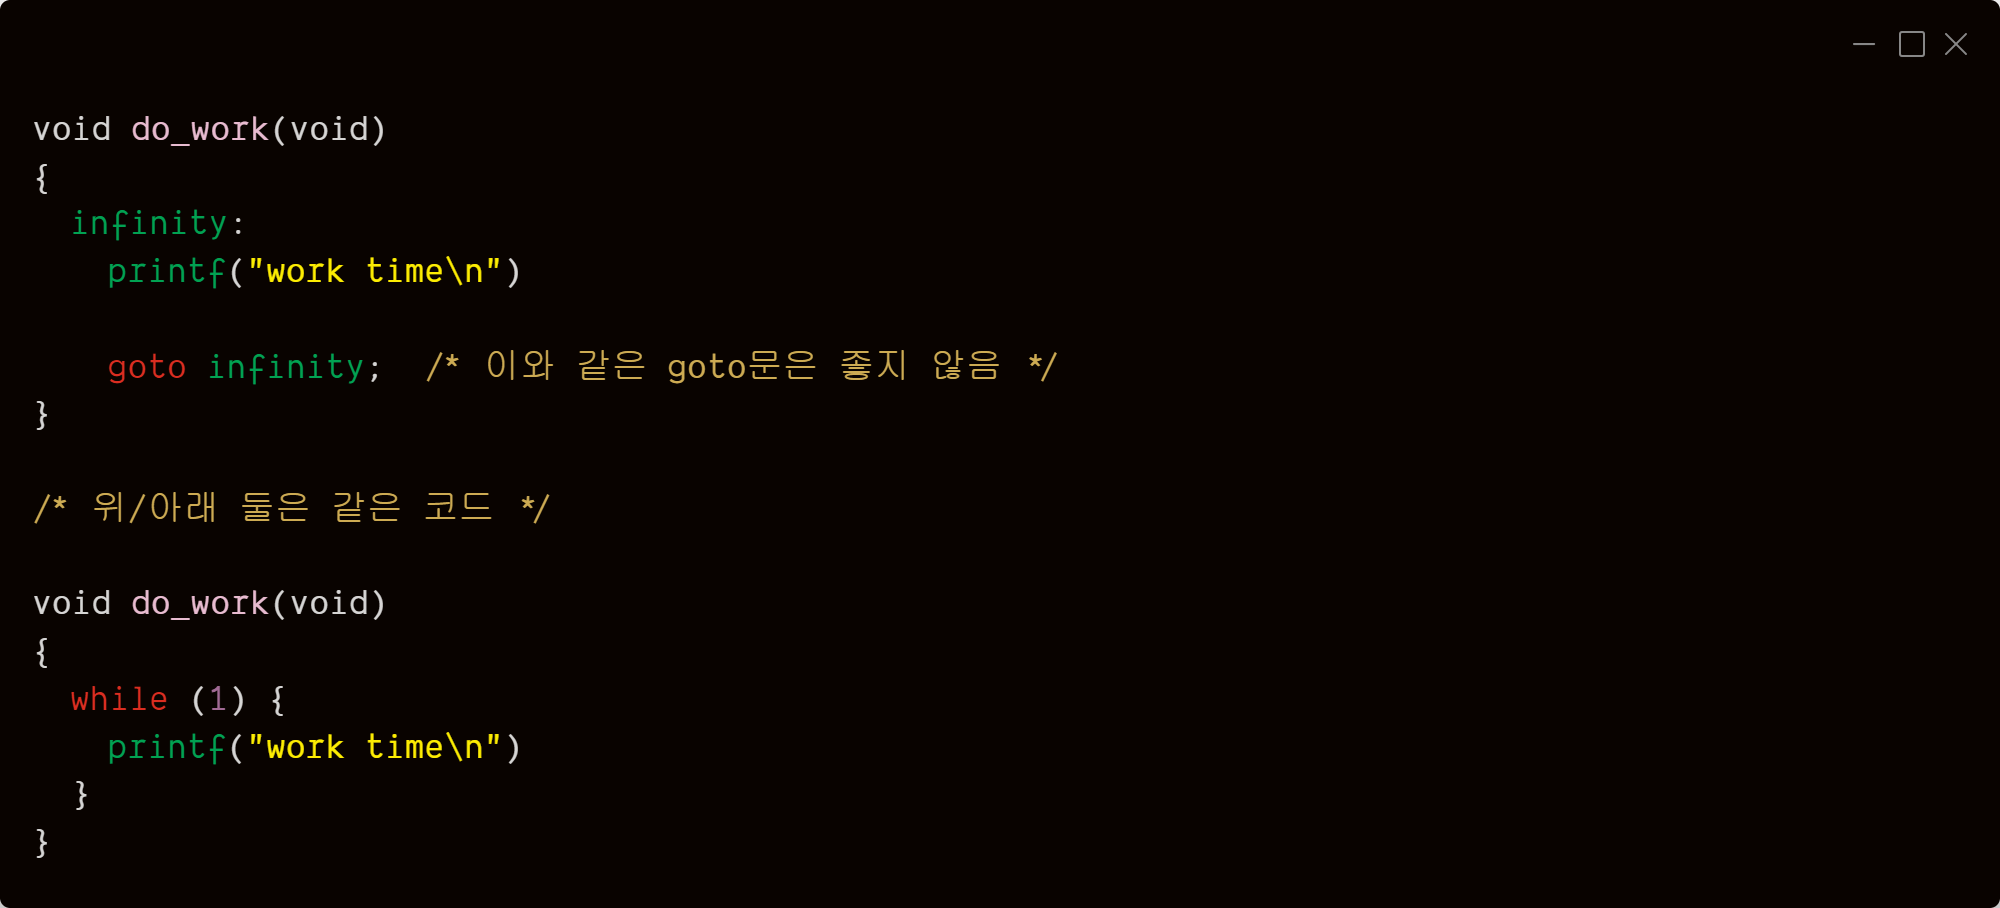 void do_work(void)
{
  infinity:
    printf("work time\n")

    goto infinity;  /* 이와 같은 goto문은 좋지 않음 */
}

/* 위/아래 둘은 같은 코드 */

void do_work(void)
{
  while (1) {
    printf("work time\n")
  }
}